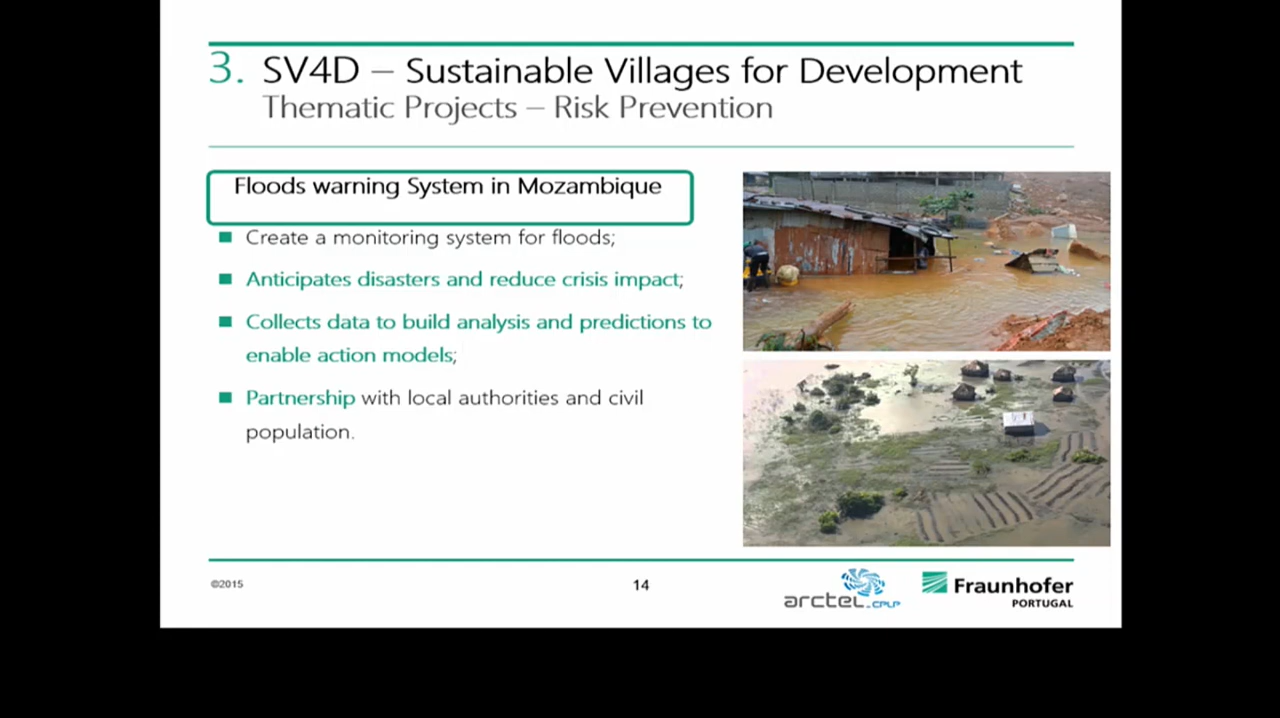 3. SV4D – Sustainable Villages for Development
Thematic Projects – Risk Prevention
Floods warning System in Mozambique
Create a monitoring system for floods;
Anticipates disasters and reduce crisis impact;
Collects data to build analysis and predictions to
enable action models;
Partnership with local authorities and civil
population.
©2015
14
arctel-CPLP
Fraunhofer
PORTUGAL